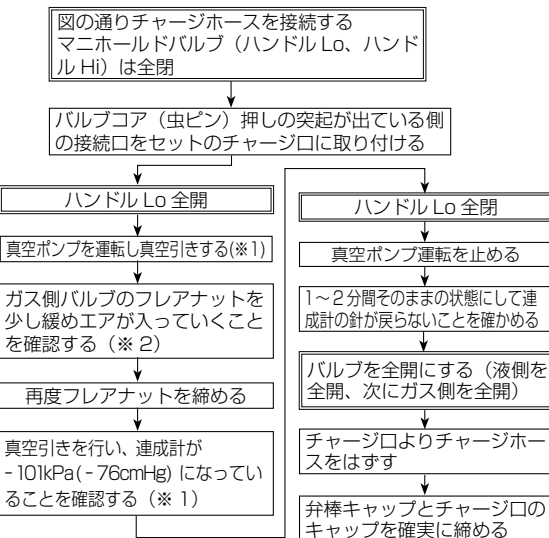 図の通りチャージホースを接続する
マニホールドバルブ（ハンドル Lo、ハンド
ル Hi）は全閉
バルブコア（虫ピン）押しの突起が出ている側
の接続口をセットのチャージ口に取り付ける
ハンドル Lo 全開
真空ポンプを運転し真空引きする(※1)
ガス側バルブのフレアナットを
少し緩めエアが入っていくこと
を確認する（※ 2）
再度フレアナットを締める
真空引きを行い、連成計が
-101kPa(-76cmHg) になってい
ることを確認する（※ 1）
ハンドル Lo 全閉
真空ポンプ運転を止める
1～2分間そのままの状態にして連
成計の針が戻らないことを確かめる
バルブを全開にする（液側を
全開、次にガス側を全開）
チャージ口よりチャージホー
スをはずす
弁棒キャップとチャージ口の
キャップを確実に締める